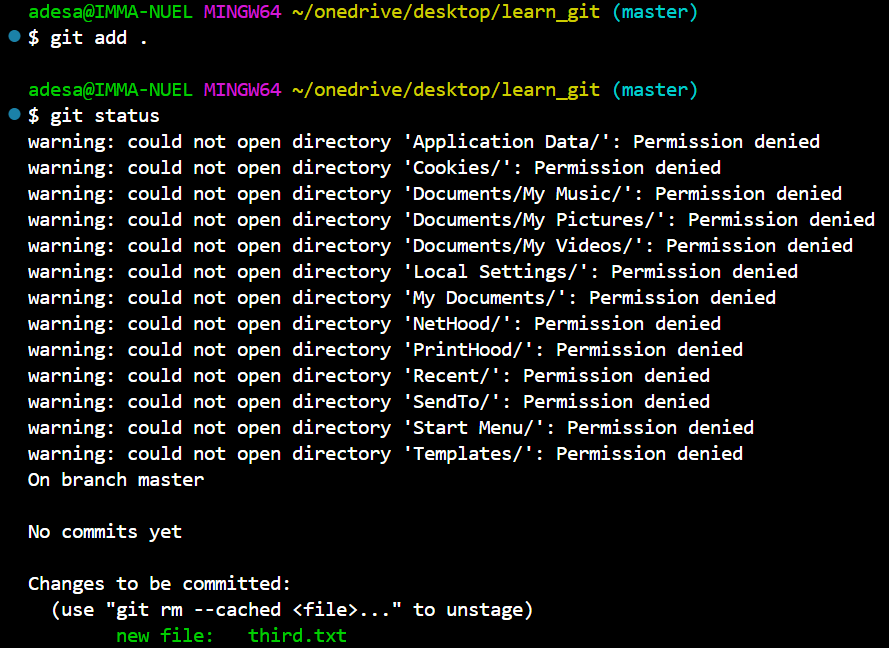 adesa@IMMA-NUEL MINGW64 ~/onedrive/desktop/learn_git (master)
$ git add .
adesa@IMMA-NUEL MINGW64 ~/onedrive/desktop/learn_git (master)
$ git status
warning: could not open directory 'Application Data/': Permission denied
warning: could not open directory 'Cookies/': Permission denied
warning: could not open directory 'Documents/My Music/': Permission denied
warning: could not open directory 'Documents/My Pictures/': Permission denied
warning: could not open directory 'Documents/My Videos/': Permission denied
warning: could not open directory 'Local Settings/': Permission denied
warning: could not open directory 'My Documents/': Permission denied
warning: could not open directory 'NetHood/': Permission denied
warning: could not open directory 'PrintHood/': Permission denied
warning: could not open directory 'Recent/': Permission denied
warning: could not open directory 'SendTo/': Permission denied
warning: could not open directory 'Start Menu/': Permission denied
warning: could not open directory 'Templates/': Permission denied
On branch master
No commits yet
Changes to be committed:
(use "git rm --cached <file>..." to unstage)
new file: third.txt